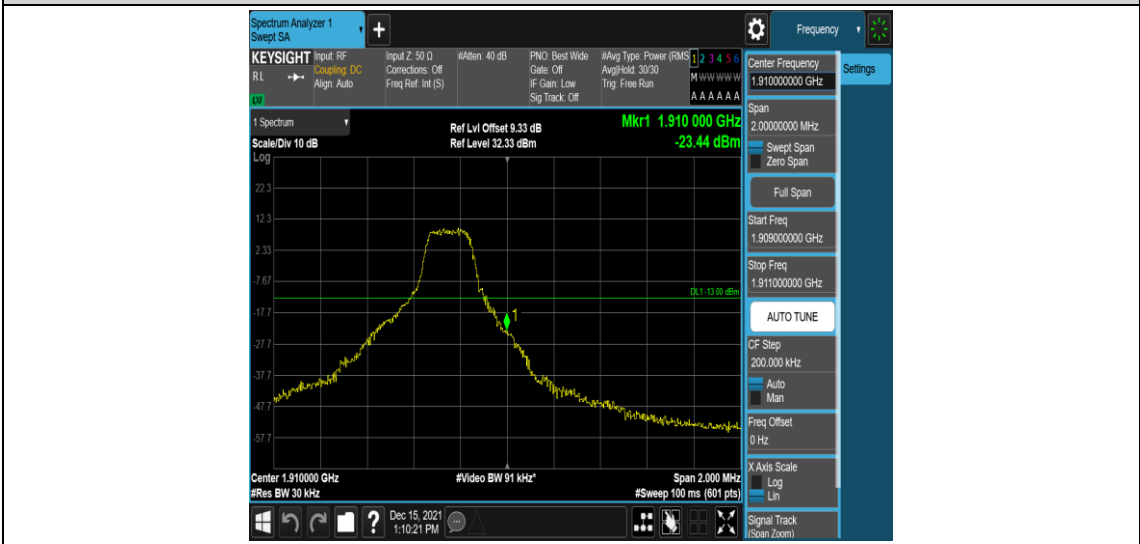 Spectrum Analyzer 1
Swept SA
+
Frequency
KEYSIGHT
RL
LXI
Input: RF
Coupling: DC
Align: Auto
Input Z: 50 Ω
Corrections: Off
Freq Ref: Int (S)
#Atten: 40 dB
PNO: Best Wide
Gate: Off
IF Gain: Low
Sig Track: Off
#Avg Type: Power (RMS
Avg|Hold: 30/30
Trig: Free Run
1 2 3 4 5 6
M W W W W W
A A A A A A
1 Spectrum
Scale/Div 10 dB
Log
Ref Lvl Offset 9.33 dB
Ref Level 32.33 dBm
Mkr1 1.910 000 GHz
-23.44 dBm
22.3
12.3
2.33
-7.67
-17.7
-27.7
-37.7
-47.7
-57.7
DL1 -13.00 dBm
1
Center 1.910000 GHz
#Res BW 30 kHz
#Video BW 91 kHz*
Span 2.000 MHz
#Sweep 100 ms (601 pts)
Center Frequency
1.910000000 GHz
Settings
Span
2.00000000 MHz
Swept Span
Zero Span
Full Span
Start Freq
1.909000000 GHz
Stop Freq
1.911000000 GHz
AUTO TUNE
CF Step
200.000 kHz
Auto
Man
Freq Offset
0 Hz
X Axis Scale
Log
Lin
Signal Track
(Span Zoom)
?
Dec 15, 2021
1:10:21 PM